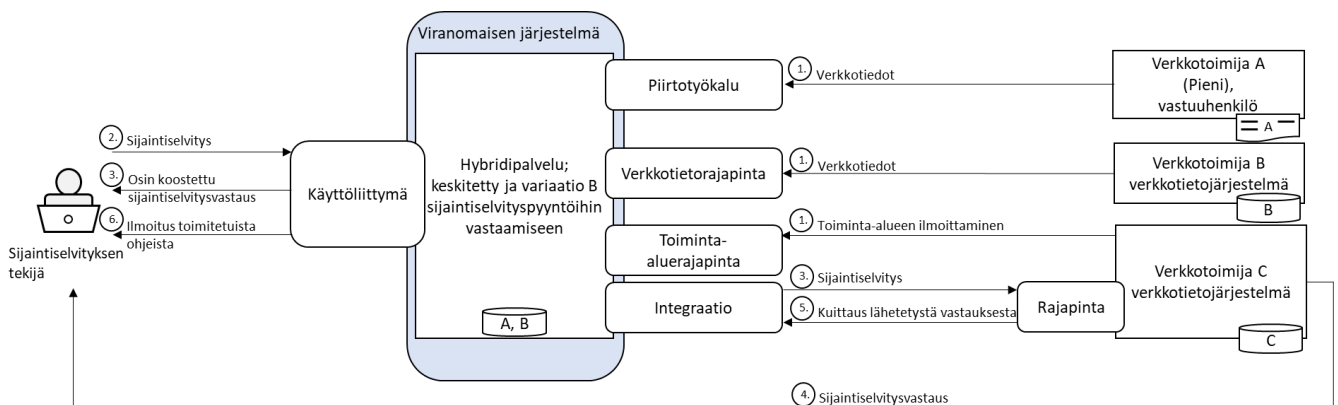 Viranomaisen järjestelmä
Piirtotyökalu
1.
Verkkotiedot
Verkkotoimija A
(Pieni),
vastuuhenkilö
A
2.
Sijaintiselvitys
3.
Osin koostettu
sijaintiselvitysvastaus
6.
Ilmoitus toimitetuista
ohjeista
Sijaintiselvityksen
tekijä
Käyttöliittymä
Hybridipalvelu;
keskitetty ja variaatio B
sijaintiselvityspyyntöihin
vastaamiseen
A, B
Verkkotietorajapinta
1.
Verkkotiedot
Verkkotoimija B
verkkotietojärjestelmä
B
Toiminta-
aluerajapinta
1.
Toiminta-alueen ilmoittaminen
Integraatio
3.
Sijaintiselvitys
5.
Kuittaus lähetetystä vastauksesta
Rajapinta
Verkkotoimija C
verkkotietojärjestelmä
C
4.
Sijaintiselvitysvastaus